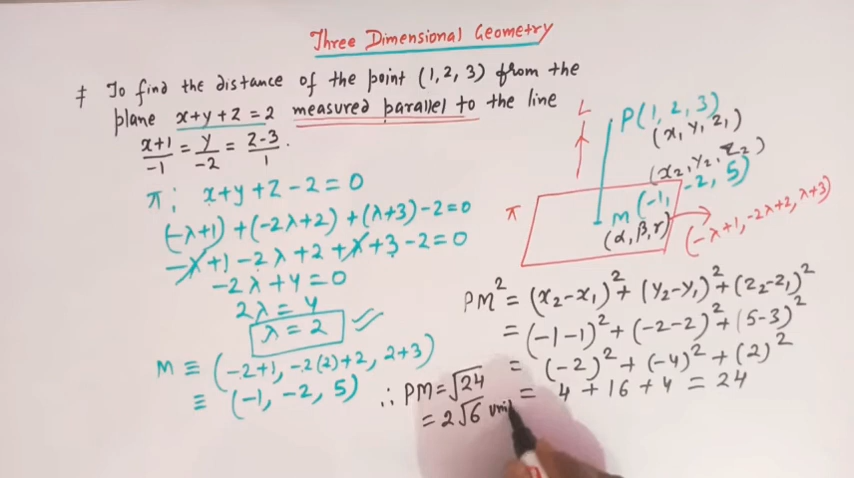 Three Dimensional Geometry
# To find the distance of the point (1, 2, 3) from the
plane x+y+z = 2 measured parallel to the line
x+1/-1 = y/-2 = z-3/1 .
π ; x+y+z-2=0
(-λ+1) + (-2λ+2) + (λ+3) -2=0
-λ+1-2λ+2+λ+3-2=0
-2λ+4=0
2λ=4
λ=2
M ≡ (-2+1, -2(2)+2, 2+3)
≡ (-1, -2, 5)
L
P(1, 2, 3)
(x, y, z1)
(x2, y2, z2)
π
M (-1, -2, 5)
(α, β, r)
(-λ+1, -2λ+2, λ+3)
PM² = (x2-x1)² + (y2-y1)² + (z2-z1)²
= (-1-1)² + (-2-2)² + (5-3)²
= (-2)² + (-4)² + (2)²
= 4 + 16 + 4 = 24
∴ PM = √24
= 2√6 uni